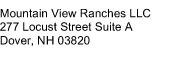 Mountain View Ranches LLC
277 Locust Street Suite A
Dover, NH 03820